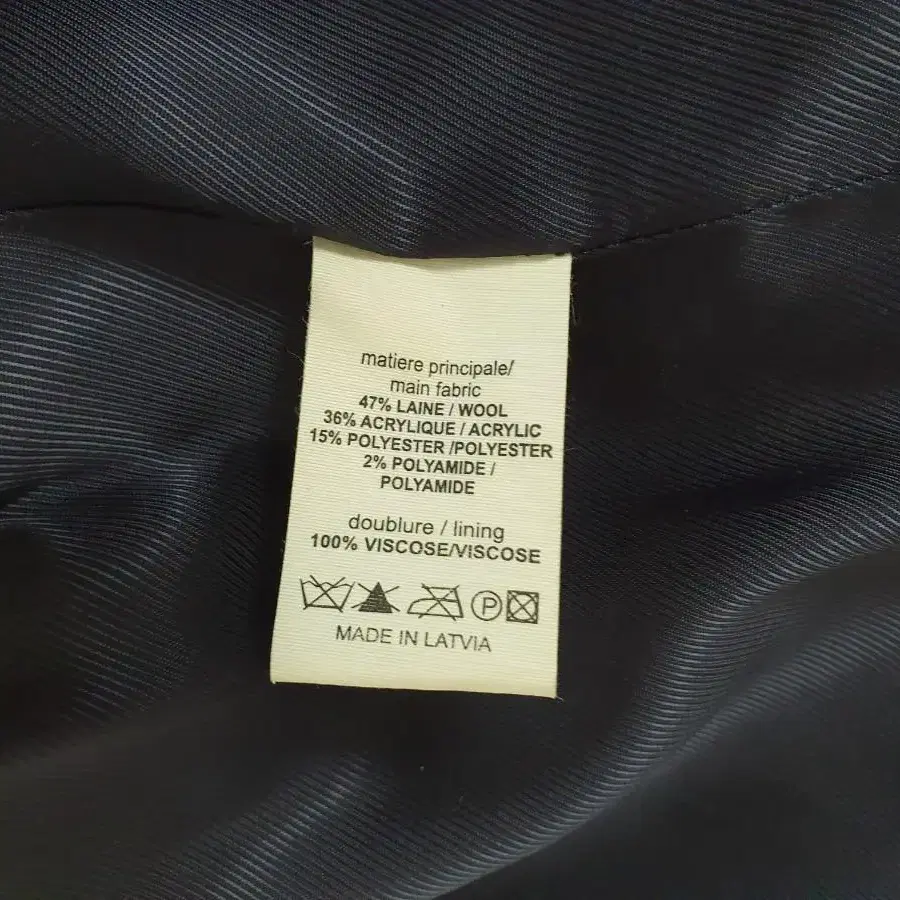 matiere principale/
main fabric
47% LAINE / WOOL
36% ACRYLIQUE / ACRYLIC
15% POLYESTER /POLYESTER
2% POLYAMIDE /
POLYAMIDE
doublure / lining
100% VISCOSE/VISCOSE
P
MADE IN LATVIA